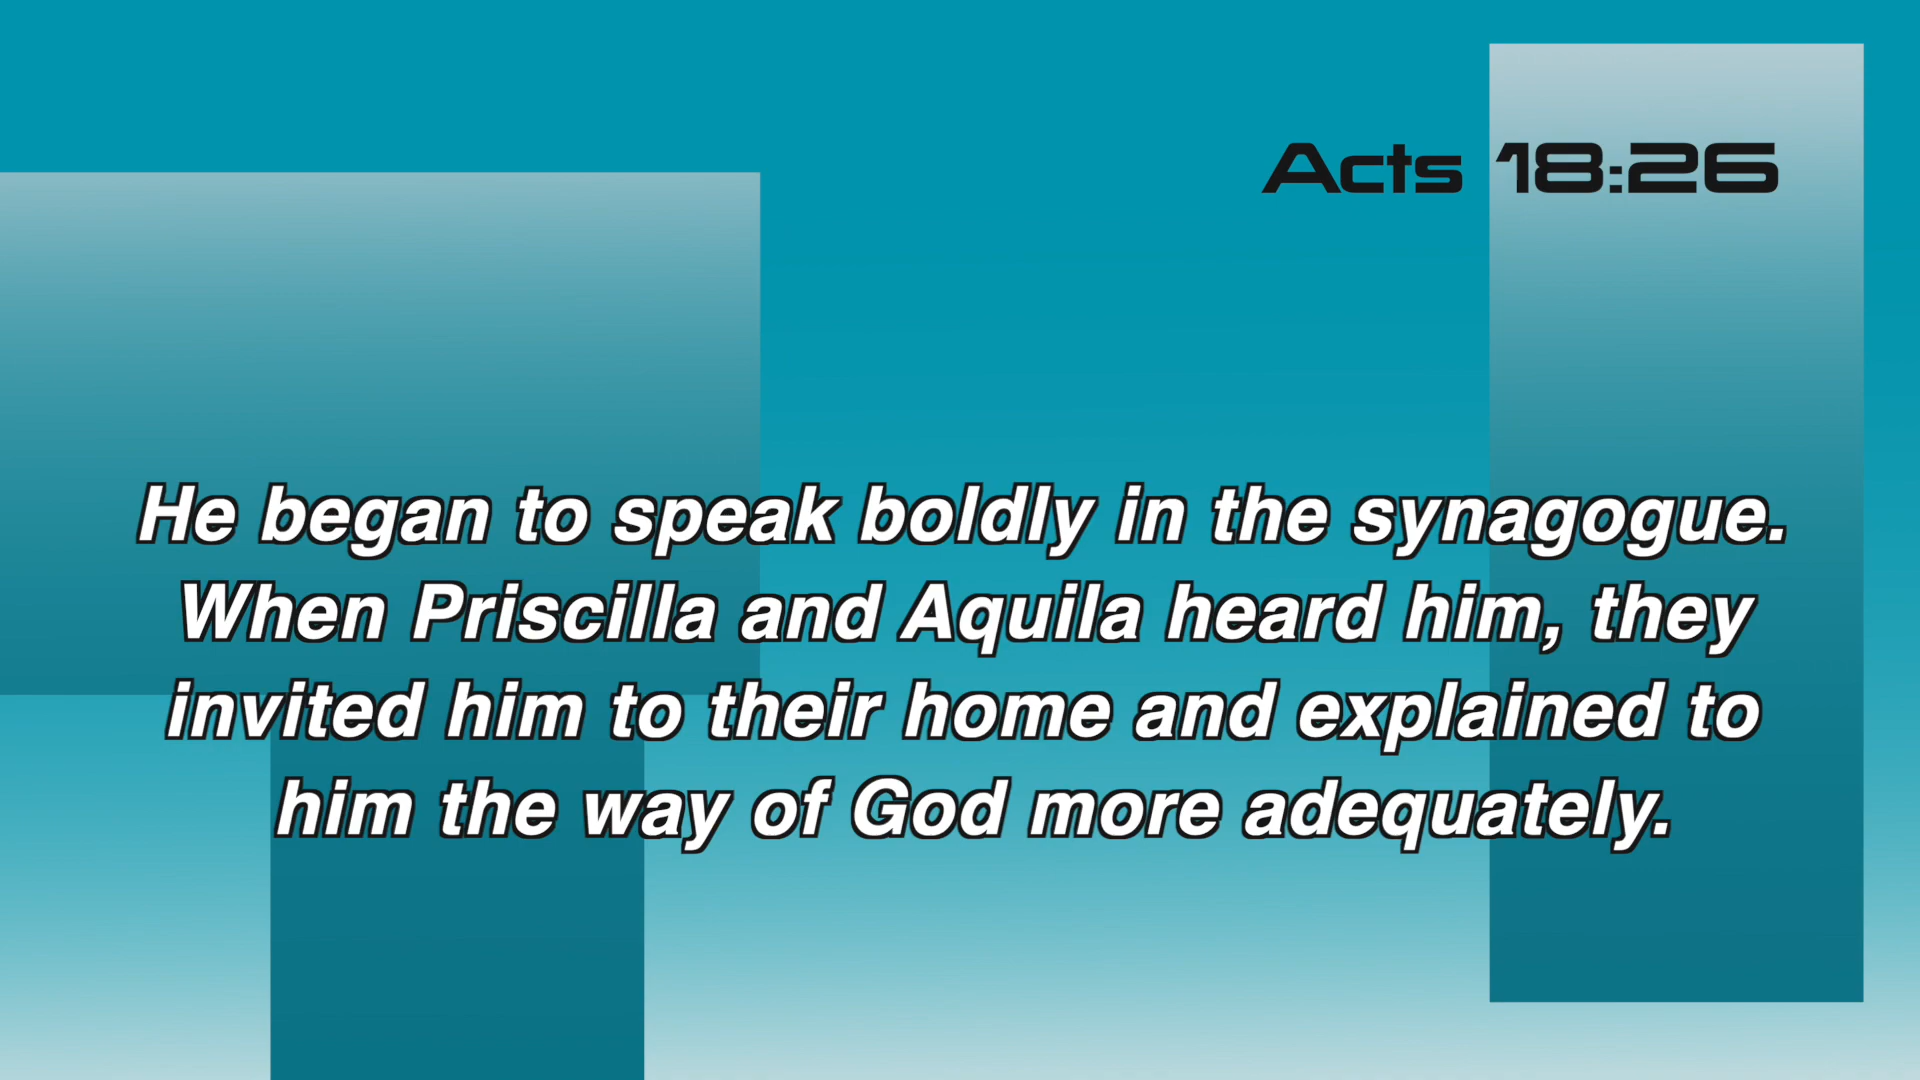 Acts 18:26
He began to speak boldly in the synagogue.
When Priscilla and Aquila heard him, they
invited him to their home and explained to
him the way of God more adequately.